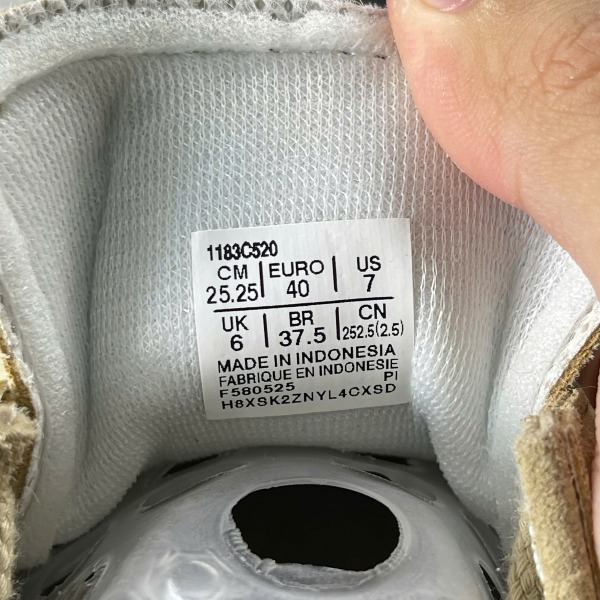 1183C520
CM | EURO | US
25.25 | 40 | 7
UK | BR | CN
6 | 37.5 | 252.5(2.5)
MADE IN INDONESIA
FABRIQUE EN INDONESIE
F580525 PI
H8XSK2ZNYL4CXSD